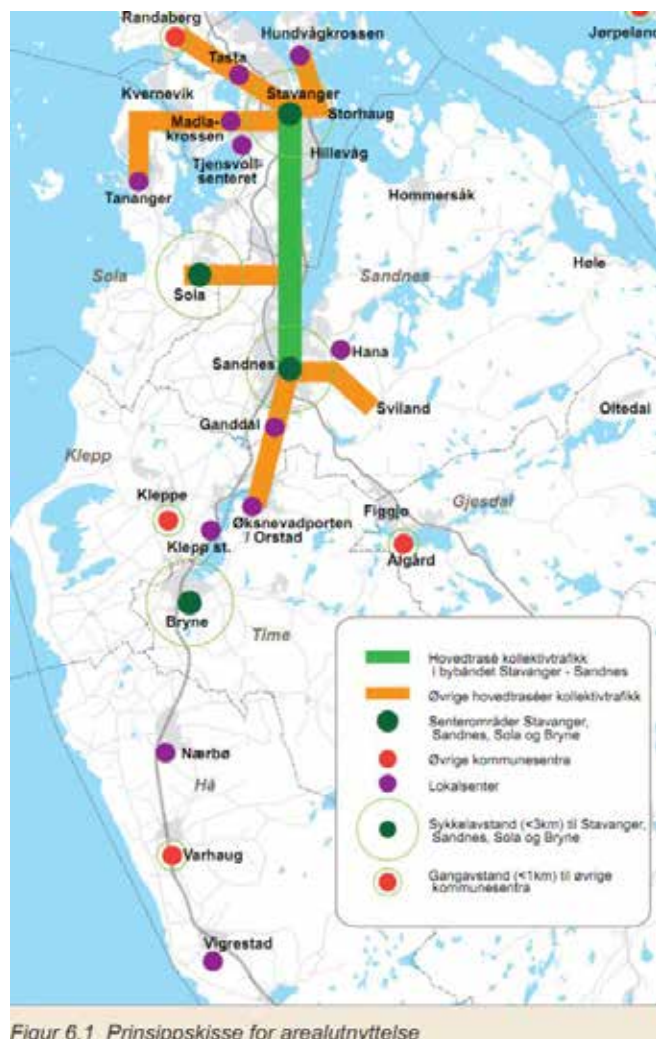 Randaberg
Hundvågkrossen
Jørpeland
Tasta
Kvernevik
Stavanger
Storhaug
Madla-
krossen
Hillevåg
Tjensvoll-
senteret
Tananger
Hommersåk
Sola
Sandnes
Høle
Sola
Sandnes
Hana
Sviland
Oltedal
Ganddal
Klepp
Kleppe
Øksnevadporten
/ Orstad
Klepp st.
Figgjo
Gjesdal
Ålgård
Bryne
Time
Nærbø
Hå
Varhaug
Vigrestad
Hovedtrasé kollektivtrafikk
i bybåndet Stavanger - Sandnes
Øvrige hovedtraséer kollektivtrafikk
Senterområder Stavanger,
Sandnes, Sola og Bryne
Øvrige kommunesentra
Lokalsenter
Sykkelavstand (<3km) til Stavanger,
Sandnes, Sola og Bryne
Gangavstand (<1km) til øvrige
kommunesentra
Figur 6.1 Prinsippskisse for arealutnyttelse